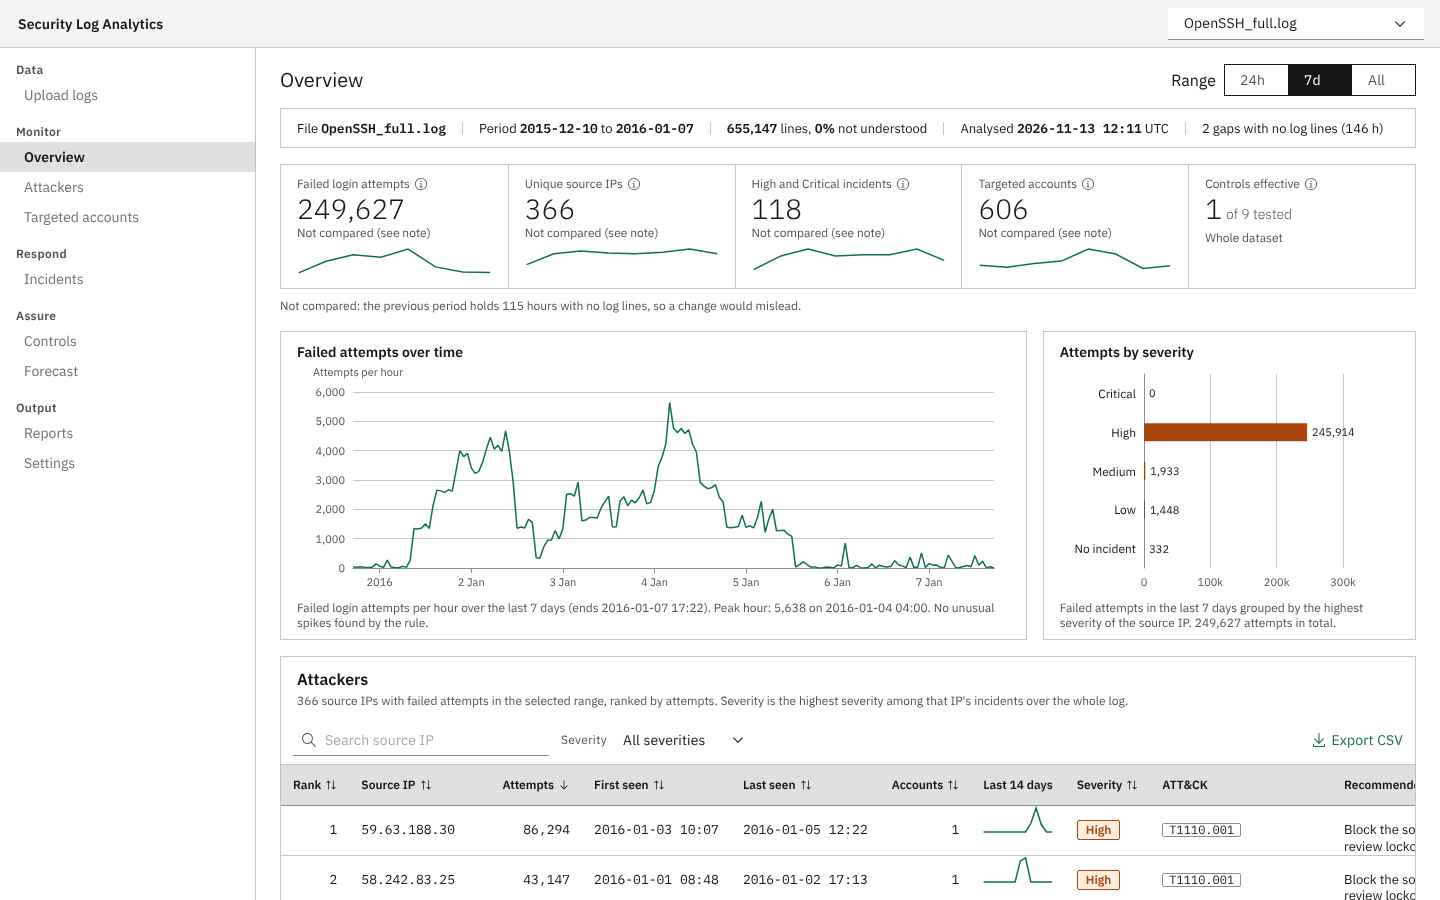 Security Log Analytics
OpenSSH_full.log
Data
Upload logs
Monitor
Overview
Attackers
Targeted accounts
Respond
Incidents
Assure
Controls
Forecast
Output
Reports
Settings
Overview
Range 24h 7d All
File OpenSSH_full.log Period 2015-12-10 to 2016-01-07 655,147 lines, 0% not understood Analysed 2026-11-13 12:11 UTC 2 gaps with no log lines (146 h)
Failed login attempts
249,627
Not compared (see note)
Unique source IPs
366
Not compared (see note)
High and Critical incidents
118
Not compared (see note)
Targeted accounts
606
Not compared (see note)
Controls effective
1 of 9 tested
Whole dataset
Not compared: the previous period holds 115 hours with no log lines, so a change would mislead.
Failed attempts over time
Attempts per hour
6,000
5,000
4,000
3,000
2,000
1,000
0
2016 2 Jan 3 Jan 4 Jan 5 Jan 6 Jan 7 Jan
Failed login attempts per hour over the last 7 days (ends 2016-01-07 17:22). Peak hour: 5,638 on 2016-01-04 04:00. No unusual
spikes found by the rule.
Attempts by severity
Critical 0
High 245,914
Medium 1,933
Low 1,448
No incident 332
0 100k 200k 300k
Failed attempts in the last 7 days grouped by the highest
severity of the source IP. 249,627 attempts in total.
Attackers
366 source IPs with failed attempts in the selected range, ranked by attempts. Severity is the highest severity among that IP's incidents over the whole log.
Search source IP Severity All severities Export CSV
Rank Source IP Attempts First seen Last seen Accounts Last 14 days Severity ATT&CK Recommend
1 59.63.188.30 86,294 2016-01-03 10:07 2016-01-05 12:22 1 High T1110.001 Block the so
review locko
2 58.242.83.25 43,147 2016-01-01 08:48 2016-01-02 17:13 1 High T1110.001 Block the so
review locko